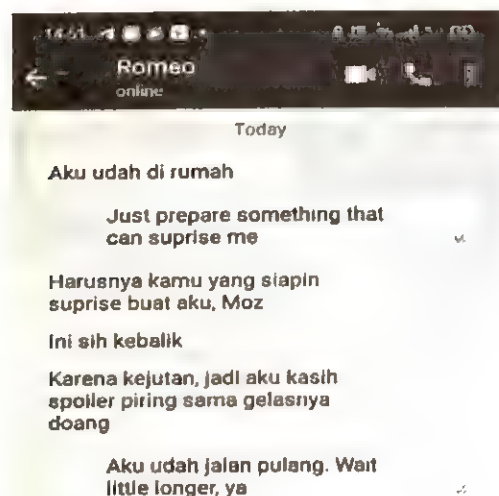 14:51
Romeo
online
Today
Aku udah di rumah
Just prepare something that
can suprise me
Harusnya kamu yang siapin
suprise buat aku, Moz
Ini sih kebalik
Karena kejutan, jadi aku kasih
spoiler piring sama gelasnya
doang
Aku udah jalan pulang. Wait
little longer, ya